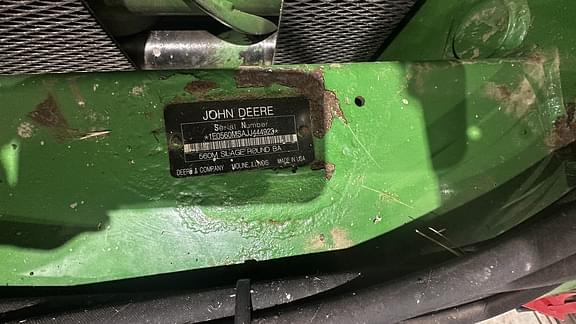 JOHN DEERE
Serial Number
*1E0560MSAJJ444923*
560M SILAGE ROUND BA
DEERE & COMPANY MOLINE, ILLINOIS MADE IN USA